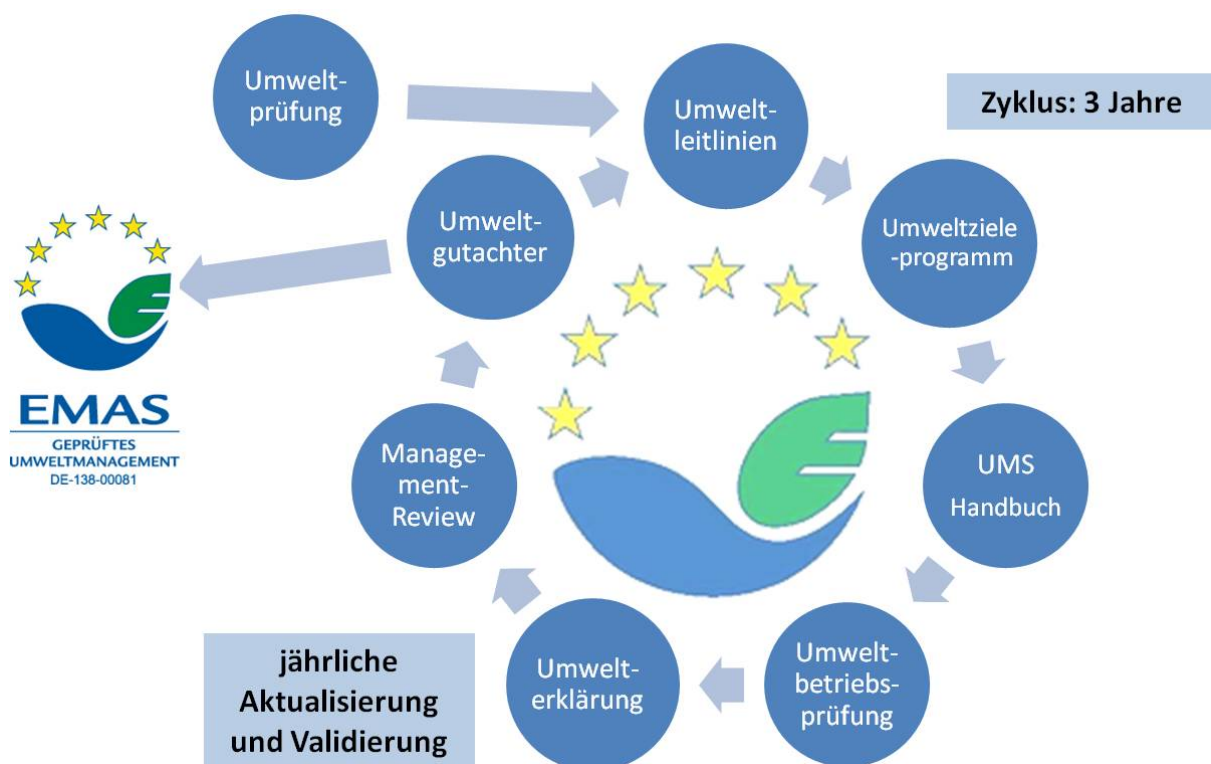 Umwelt-
prüfung
Umwelt-
leitlinien
Zyklus: 3 Jahre
Umwelt-
gutachter
Umweltziele
-programm
EMAS
GEPRÜFTES
UMWELTMANAGEMENT
DE-138-00081
Manage-
ment-
Review
UMS
Handbuch
jährliche
Aktualisierung
und Validierung
Umwelt-
erklärung
Umwelt-
betriebs-
prüfung